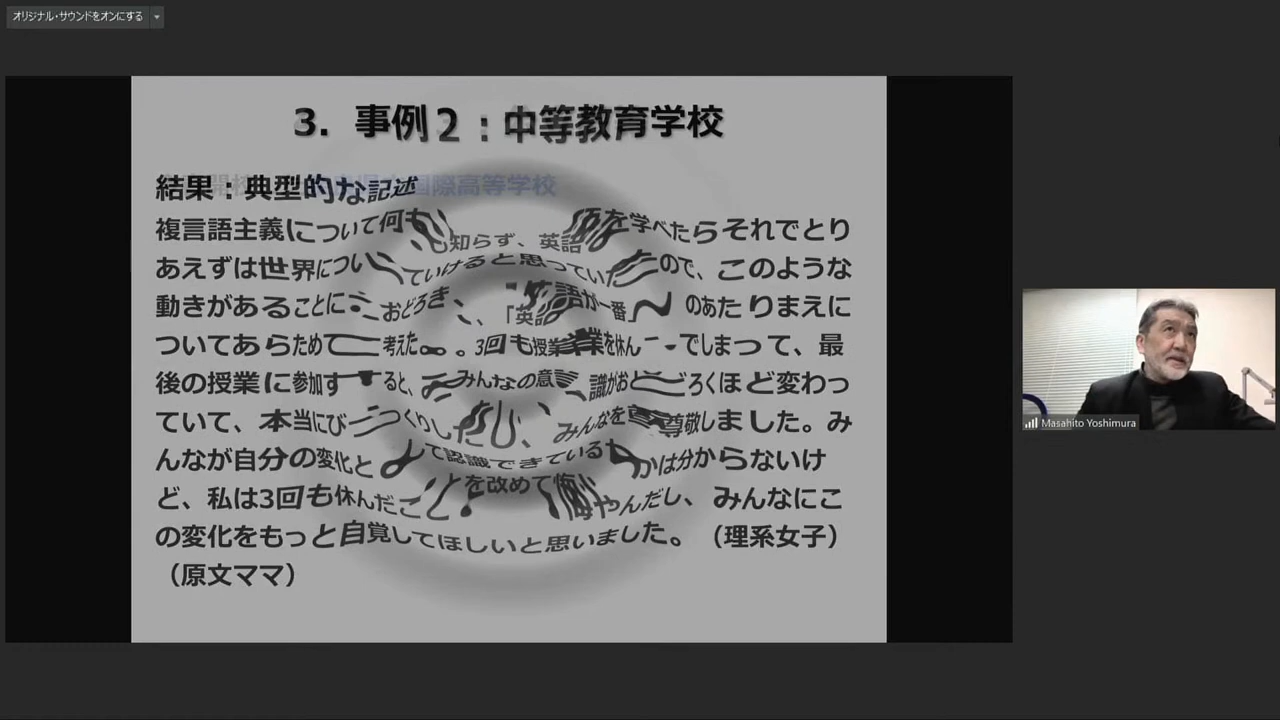 オリジナル・サウンドをオンにする
3. 事例２：中等教育学校
結果：典型的な記述
国際高等学校
複言語主義について何も知らず、英語を学べたらそれでとり
あえずは世界についていけると思っていたので、このような
動きがあることにおどろき、「英語が一番」のあたりまえに
ついてあらためて考えた。3回も授業を休んでしまって、最
後の授業に参加すると、みんなの意識がおどろくほど変わっ
ていて、本当にびっくりしたし、みんなを尊敬しました。み
んなが自分の変化として認識できているかは分からないけ
ど、私は3回も休んだことを改めて悔やんだし、みんなにこ
の変化をもっと自覚してほしいと思いました。（理系女子）
（原文ママ）
Masahito Yoshimura